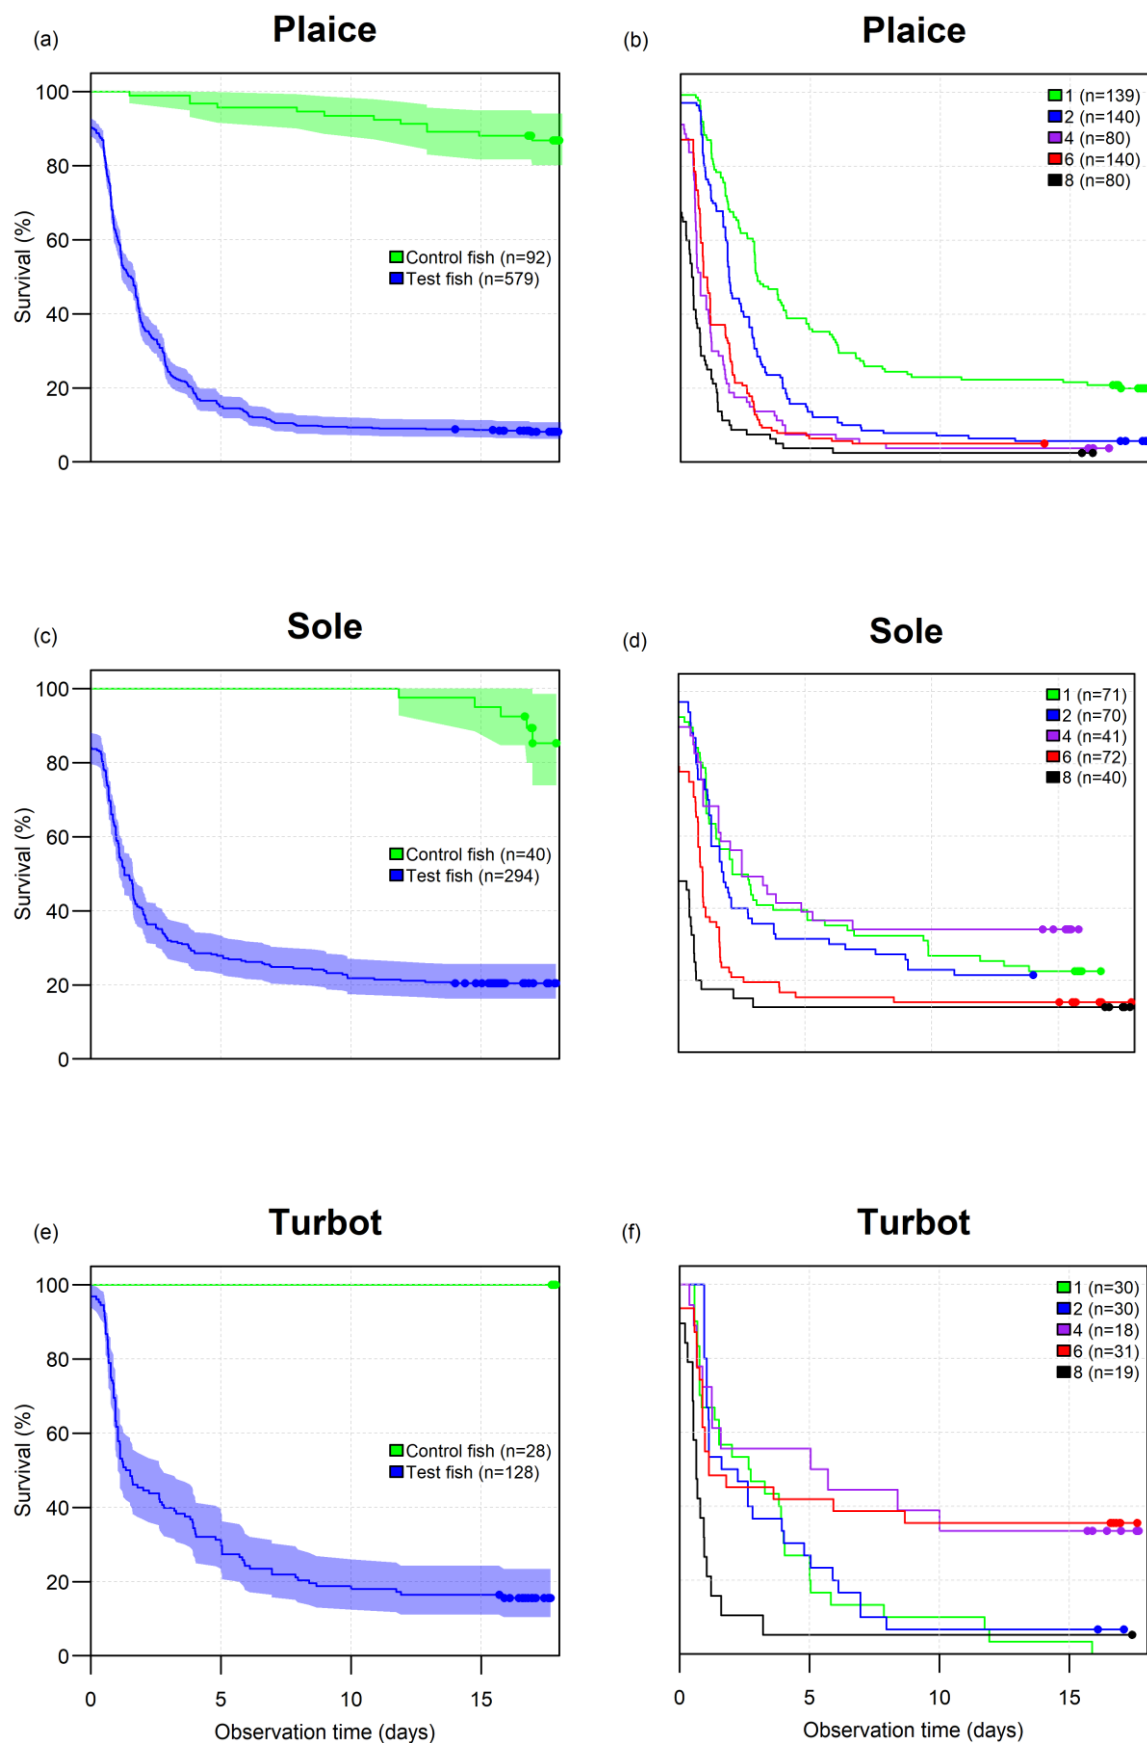 (a)
Plaice
(b)
Plaice
100
80
60
40
20
0
Survival (%)
Control fish (n=92)
Test fish (n=579)
1 (n=139)
2 (n=140)
4 (n=80)
6 (n=140)
8 (n=80)
(c)
Sole
(d)
Sole
100
80
60
40
20
0
Survival (%)
Control fish (n=40)
Test fish (n=294)
1 (n=71)
2 (n=70)
4 (n=41)
6 (n=72)
8 (n=40)
(e)
Turbot
(f)
Turbot
100
80
60
40
20
0
Survival (%)
Control fish (n=28)
Test fish (n=128)
1 (n=30)
2 (n=30)
4 (n=18)
6 (n=31)
8 (n=19)
0 5 10 15
Observation time (days)
0 5 10 15
Observation time (days)